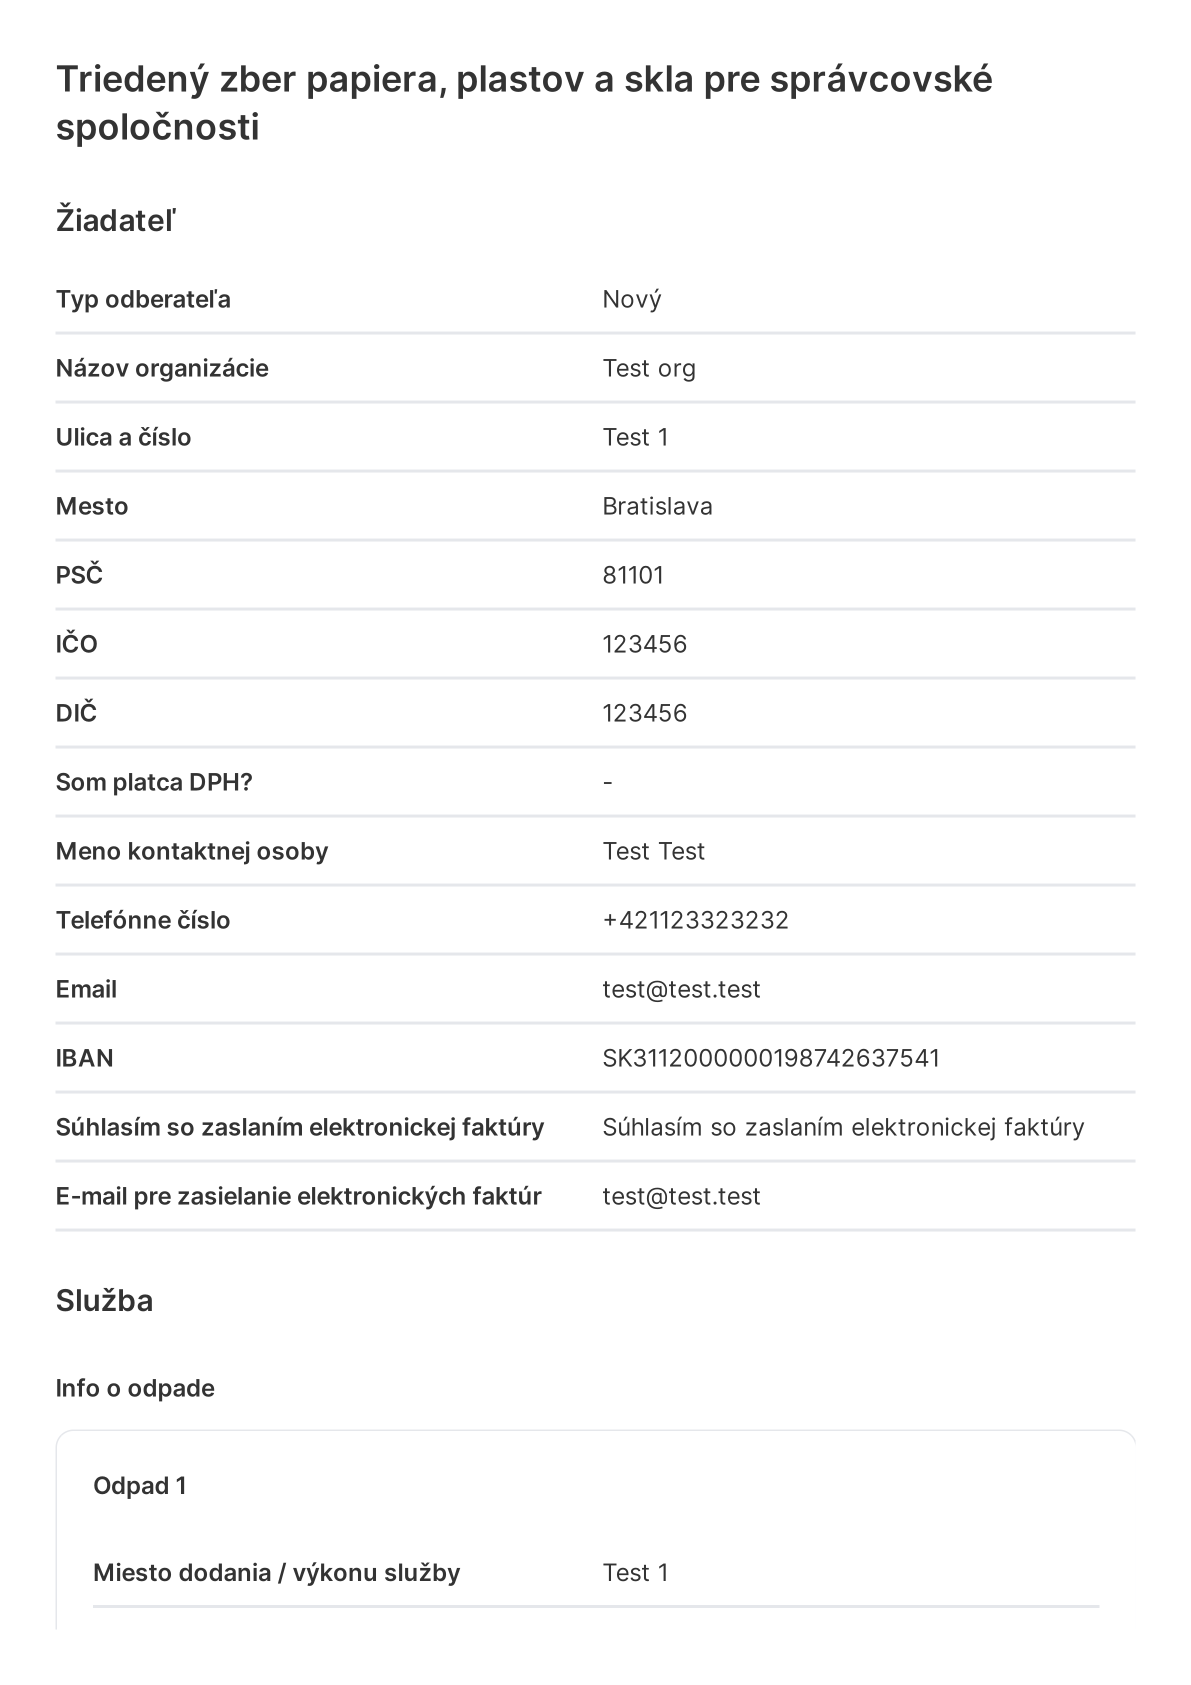 Triedený zber papiera, plastov a skla pre správcovské
spoločnosti
Žiadateľ
Typ odberateľa Nový
Názov organizácie Test org
Ulica a číslo Test 1
Mesto Bratislava
PSČ 81101
IČO 123456
DIČ 123456
Som platca DPH? -
Meno kontaktnej osoby Test Test
Telefónne číslo +421123323232
Email test@test.test
IBAN SK3112000000198742637541
Súhlasím so zaslaním elektronickej faktúry Súhlasím so zaslaním elektronickej faktúry
E-mail pre zasielanie elektronických faktúr test@test.test
Služba
Info o odpade
Odpad 1
Miesto dodania / výkonu služby Test 1